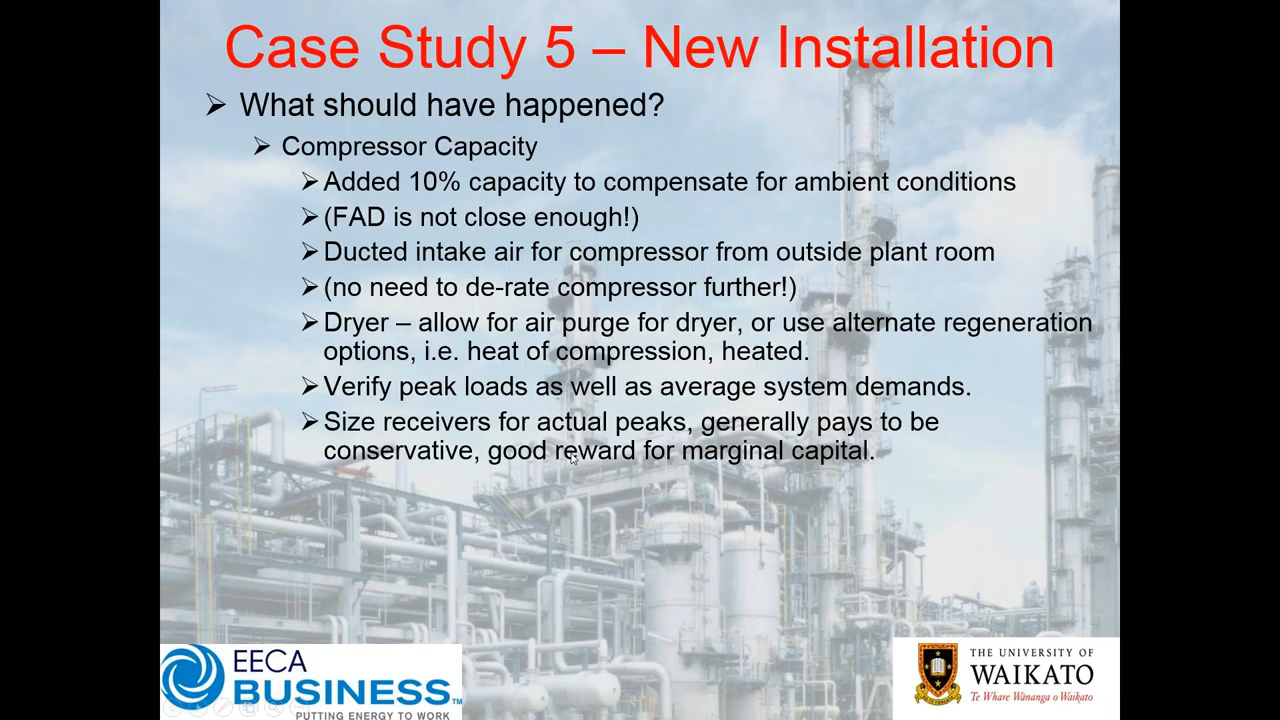 Case Study 5 – New Installation
What should have happened?
Compressor Capacity
Added 10% capacity to compensate for ambient conditions
(FAD is not close enough!)
Ducted intake air for compressor from outside plant room
(no need to de-rate compressor further!)
Dryer – allow for air purge for dryer, or use alternate regeneration
options, i.e. heat of compression, heated.
Verify peak loads as well as average system demands.
Size receivers for actual peaks, generally pays to be
conservative, good reward for marginal capital.
EECA
BUSINESS™
PUTTING ENERGY TO WORK
THE UNIVERSITY OF
WAIKATO
Te Whare Wānanga o Waikato